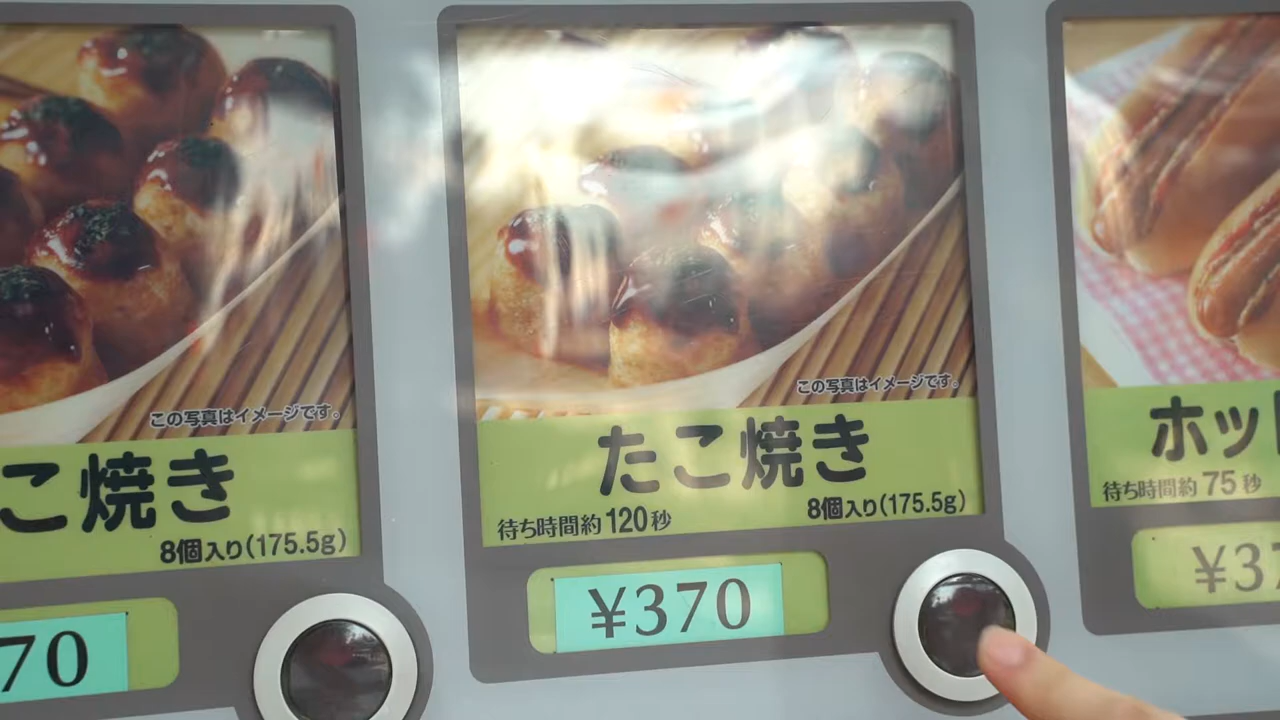 この写真はイメージです。
こ焼き
8個入り(175.5g)
70
この写真はイメージです。
たこ焼き
待ち時間約120秒
8個入り(175.5g)
¥370
ホッ
待ち時間約75秒
¥37